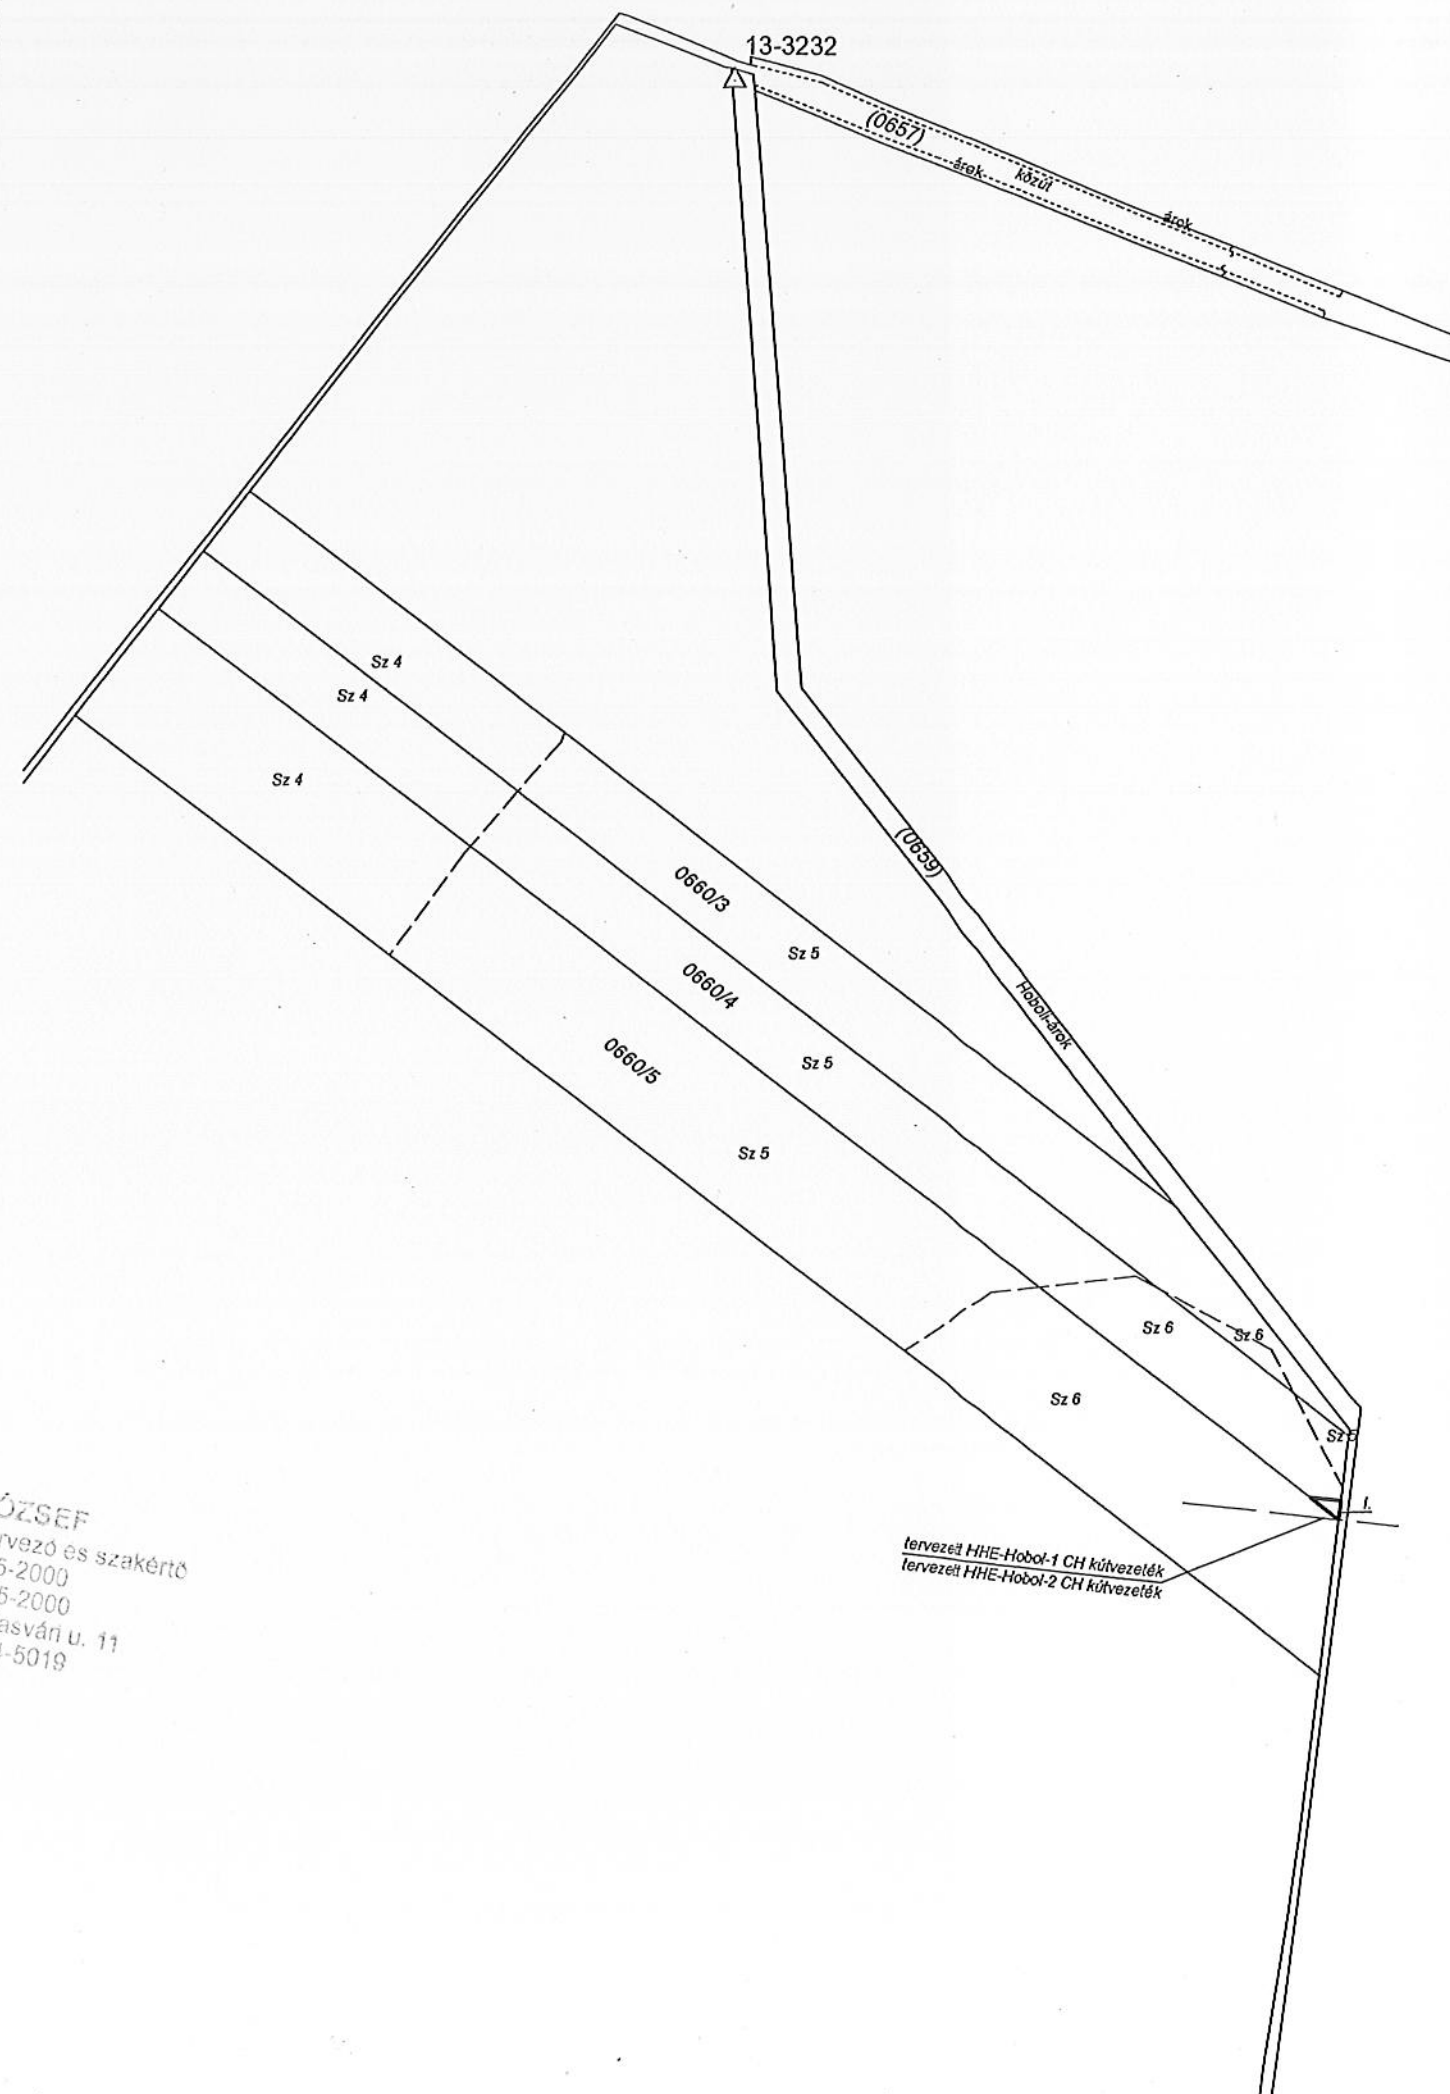 13-3232
(0657)
árok
közút
árok
Sz 4
Sz 4
Sz 4
(0659)
0660/3
Sz 5
0660/4
Hoboli-árok
0660/5
Sz 5
Sz 5
Sz 6
Sz 6
Sz 6
Sz 5
I.
tervezett HHE-Hobol-1 CH kútvezeték
tervezett HHE-Hobol-2 CH kútvezeték
ÓZSEF
rvező és szakértő
5-2000
5-2000
asvári u. 11
-5019